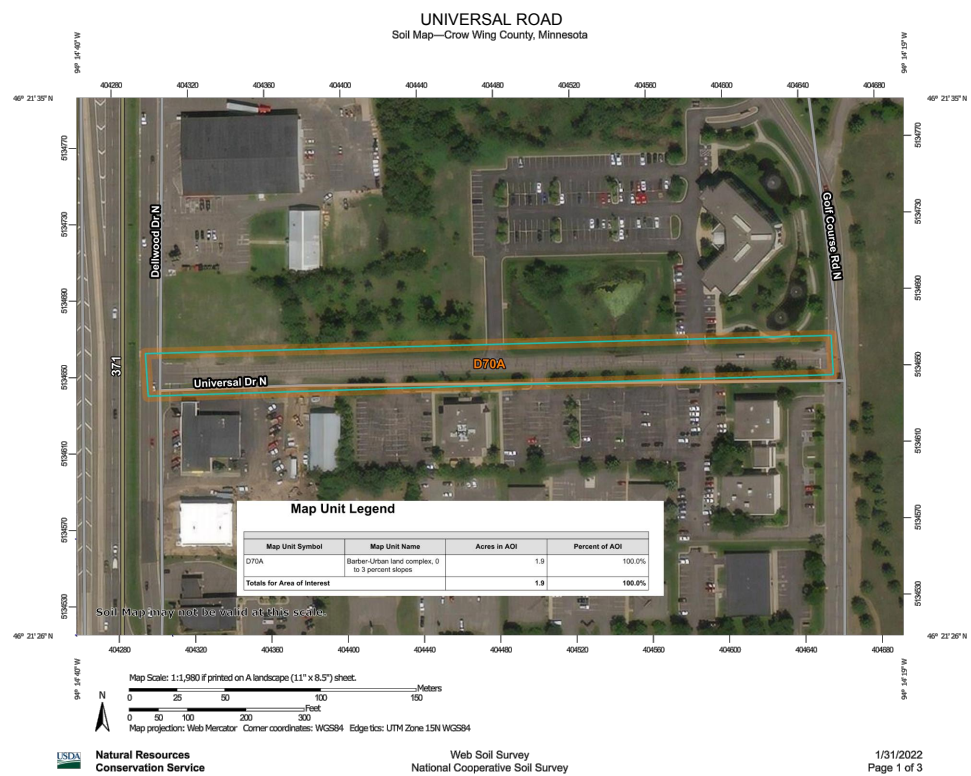 UNIVERSAL ROAD
Soil Map—Crow Wing County, Minnesota
94° 14' 40" W
94° 14' 19" W
404280 404320 404360 404400 404440 404480 404520 404560 404600 404640 404680
46° 21' 35" N
46° 21' 35" N
5134770
5134770
5134730
5134730
Dellwood Dr N
Golf Course Rd N
5134690
5134690
371
5134650
5134650
D70A
Universal Dr N
5134610
5134610
5134570
5134570
Map Unit Legend
Map Unit Symbol Map Unit Name Acres in AOI Percent of AOI
D70A Barber-Urban land complex, 0 1.9 100.0%
to 3 percent slopes
Totals for Area of Interest 1.9 100.0%
5134530
5134530
Soil Map may not be valid at this scale.
46° 21' 26" N
46° 21' 26" N
404280 404320 404360 404400 404440 404480 404520 404560 404600 404640 404680
94° 14' 40" W
94° 14' 19" W
Map Scale: 1:1,980 if printed on A landscape (11" x 8.5") sheet.
N
Meters
0 25 50 100 150
Feet
0 50 100 200 300
Map projection: Web Mercator Corner coordinates: WGS84 Edge tics: UTM Zone 15N WGS84
USDA
Natural Resources
Conservation Service
Web Soil Survey
National Cooperative Soil Survey
1/31/2022
Page 1 of 3